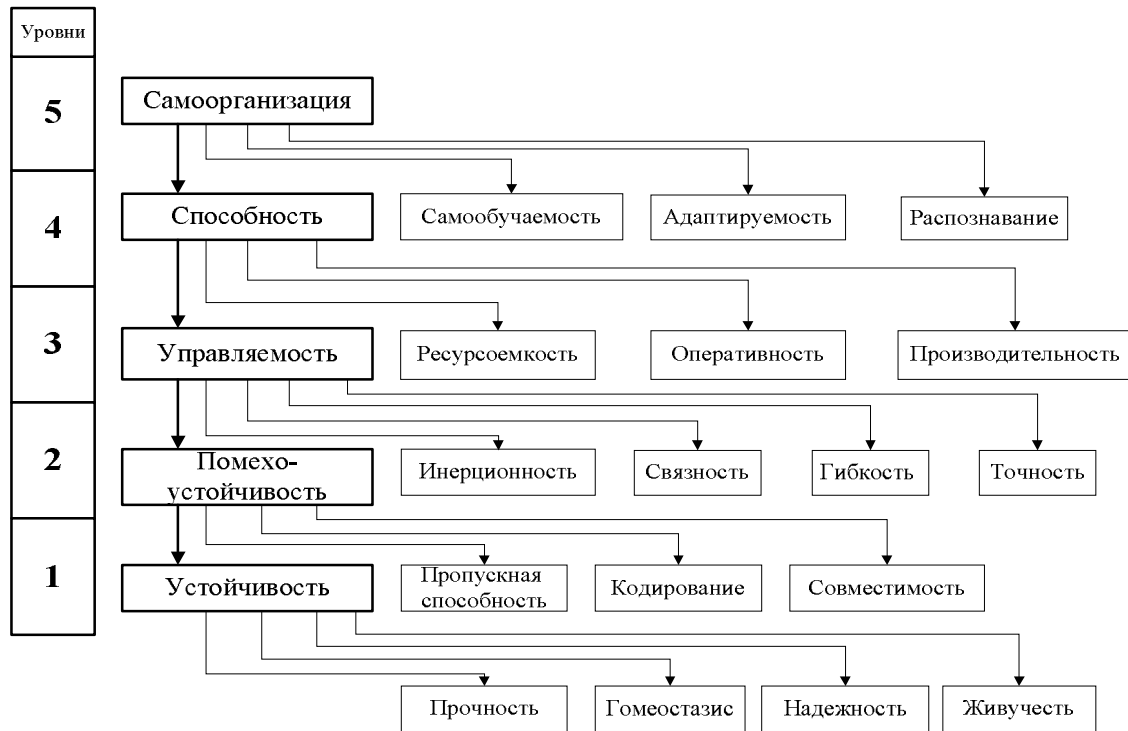 Уровни
5
Самоорганизация
4
Способность
Самообучаемость
Адаптируемость
Распознавание
3
Управляемость
Ресурсоемкость
Оперативность
Производительность
2
Помехо-
устойчивость
Инерционность
Связность
Гибкость
Точность
1
Устойчивость
Пропускная
способность
Кодирование
Совместимость
Прочность
Гомеостазис
Надежность
Живучесть